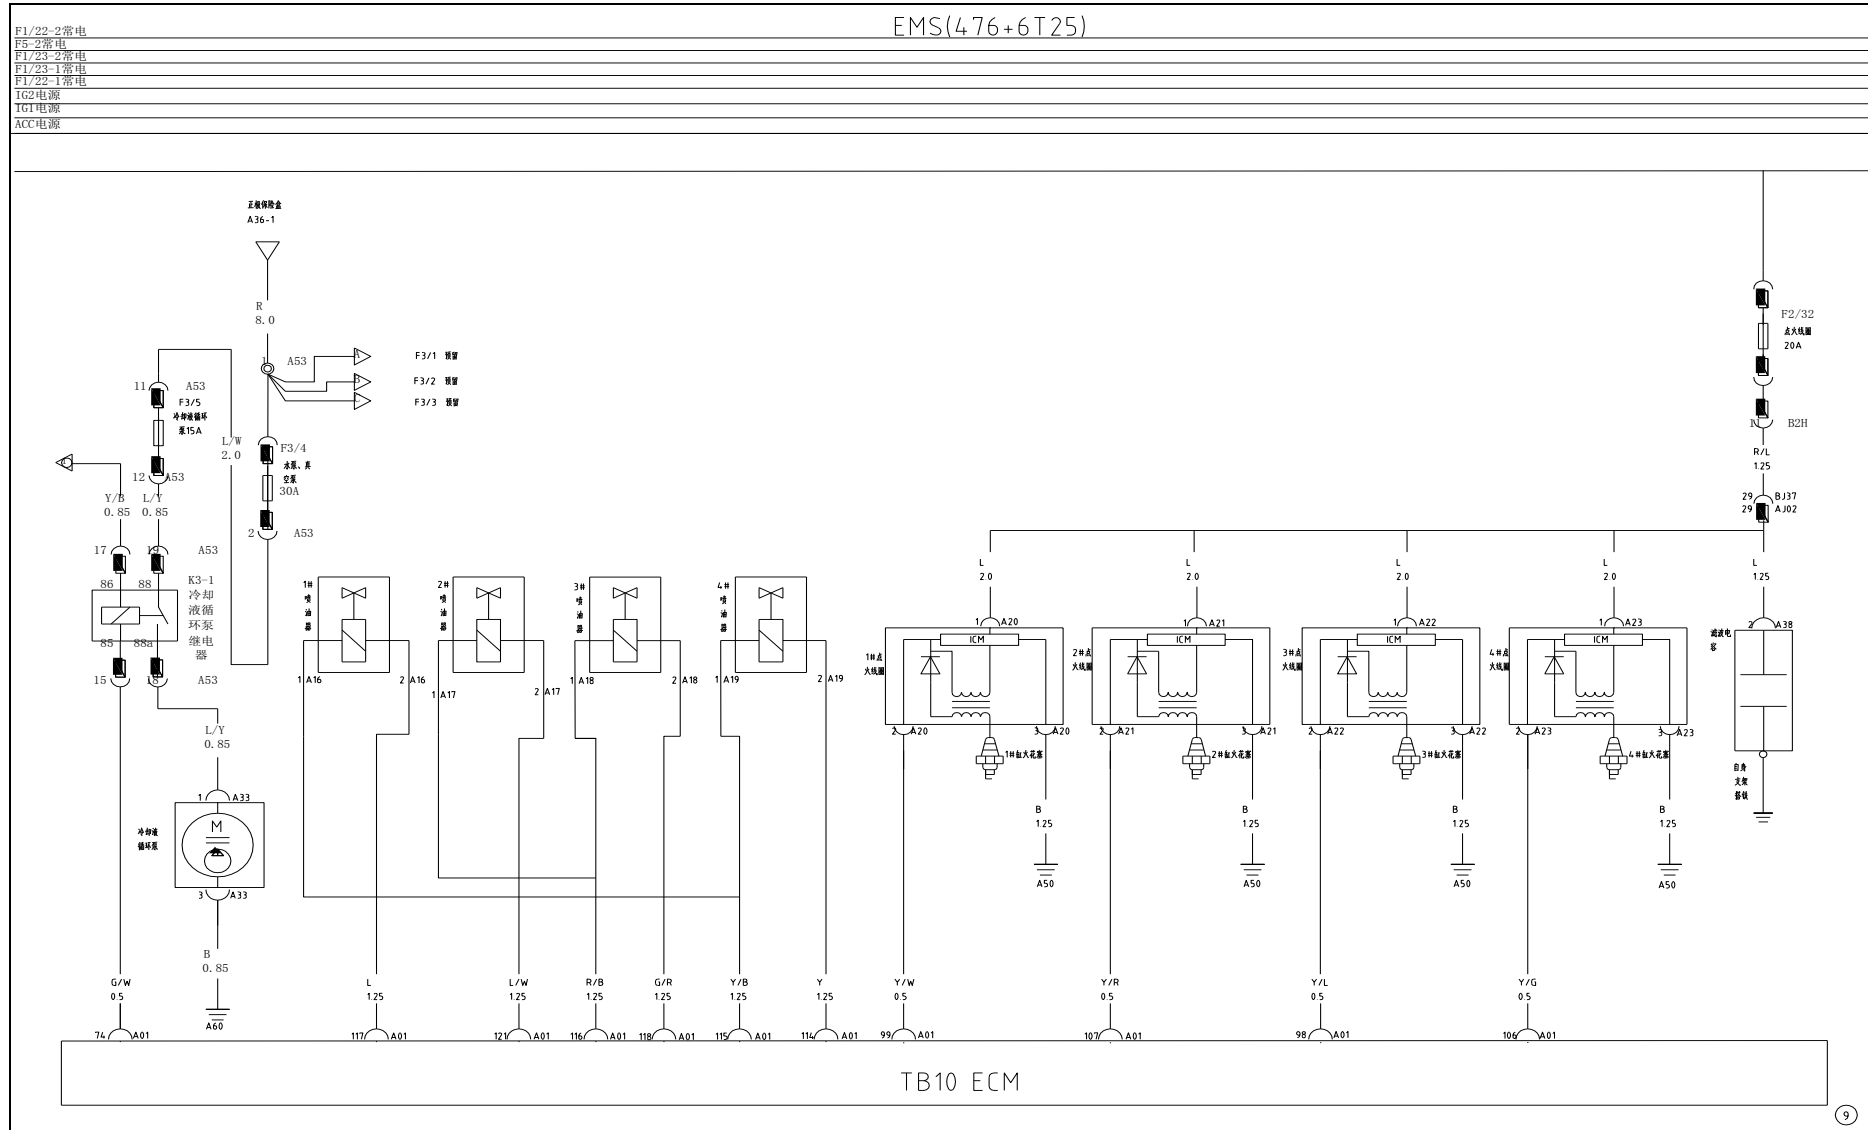 EMS(476+6T25)
F1/22-2常电
F5-2常电
F1/23-2常电
F1/23-1常电
F1/22-1常电
IG2电源
IG1电源
ACC电源
正极保险盒
A36-1
R
8.0
1 A53
A F3/1 预留
B F3/2 预留
C F3/3 预留
11 A53
F3/5
冷却液循环
泵15A
12 A53
L/W
2.0
F3/4
水泵、真
空泵
30A
2 A53
Y/B
0.85
L/Y
0.85
17 19 A53
86 88
K3-1
冷却
液循
环泵
继电
器
85 88a
15 18 A53
L/Y
0.85
1 A33
冷却液
循环泵
M
3 A33
B
0.85
A60
1#
喷
油
器
1 A16
2 A16
2#
喷
油
器
1 A17
2 A17
3#
喷
油
器
1 A18
2 A18
4#
喷
油
器
1 A19
2 A19
F2/32
点火线圈
20A
11 B2H
R/L
1.25
29 BJ37
29 AJ02
L
2.0
L
2.0
L
2.0
L
2.0
L
1.25
1 A20
ICM
1#点
火线圈
2 A20
3 A20
1#缸火花塞
1 A21
ICM
2#点
火线圈
2 A21
3 A21
2#缸火花塞
1 A22
ICM
3#点
火线圈
2 A22
3 A22
3#缸火花塞
1 A23
ICM
4#点
火线圈
2 A23
3 A23
4#缸火花塞
2 A38
滤波电
容
自身
支架
搭铁
B
1.25
A50
B
1.25
A50
B
1.25
A50
B
1.25
A50
G/W
0.5
L
1.25
L/W
1.25
R/B
1.25
G/R
1.25
Y/B
1.25
Y
1.25
Y/W
0.5
Y/R
0.5
Y/L
0.5
Y/G
0.5
74 A01
117 A01
121 A01
116 A01
118 A01
115 A01
114 A01
99 A01
107 A01
98 A01
106 A01
TB10 ECM
9